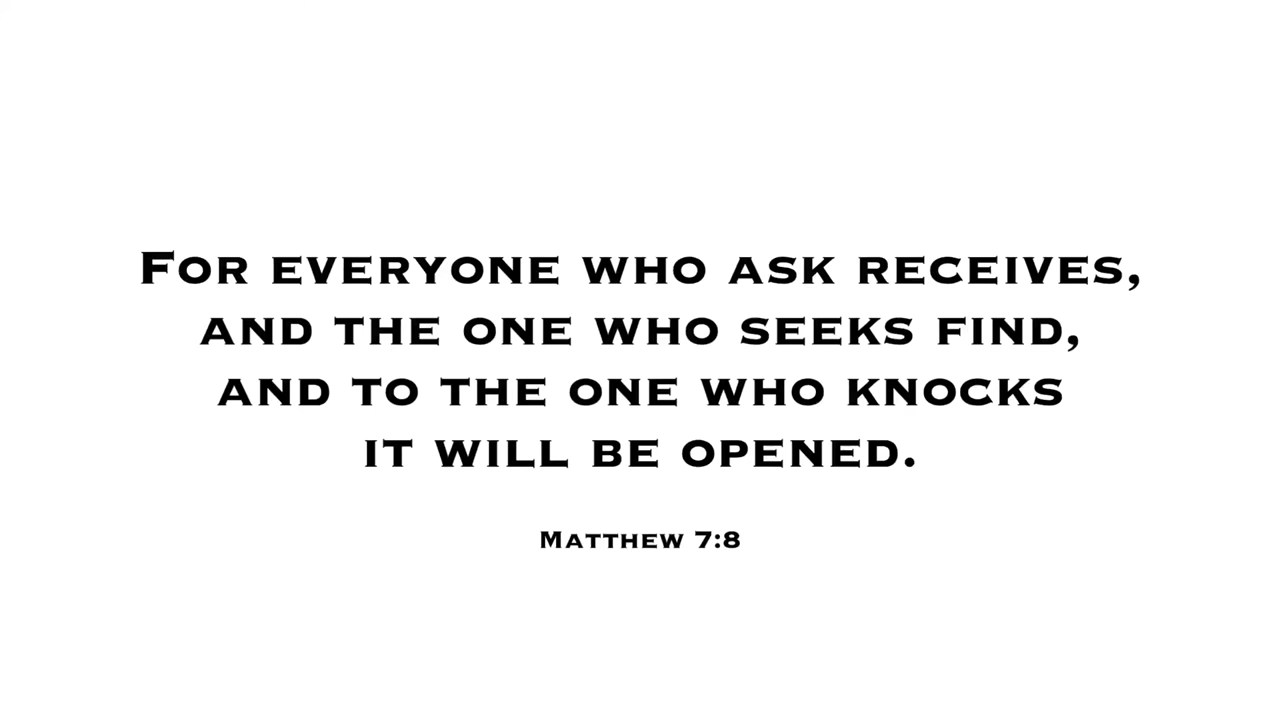 For everyone who ask receives,
and the one who seeks find,
and to the one who knocks
it will be opened.
Matthew 7:8